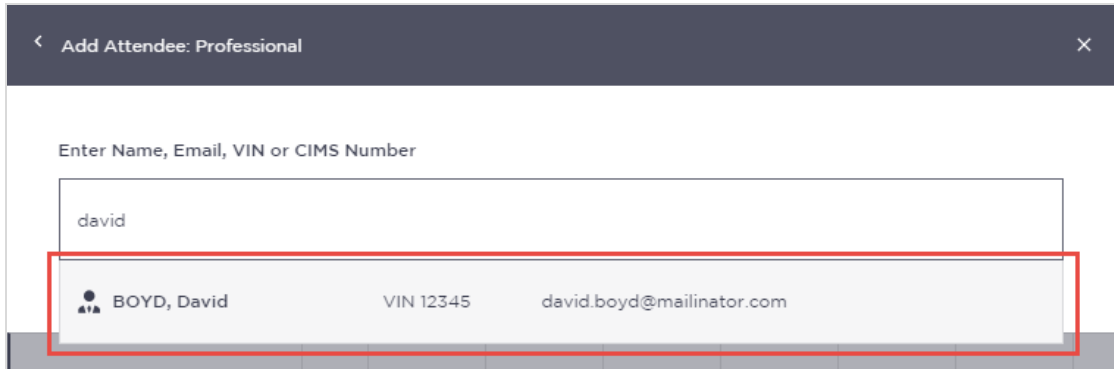 Add Attendee: Professional
Enter Name, Email, VIN or CIMS Number
david
BOYD, David VIN 12345 david.boyd@mailinator.com